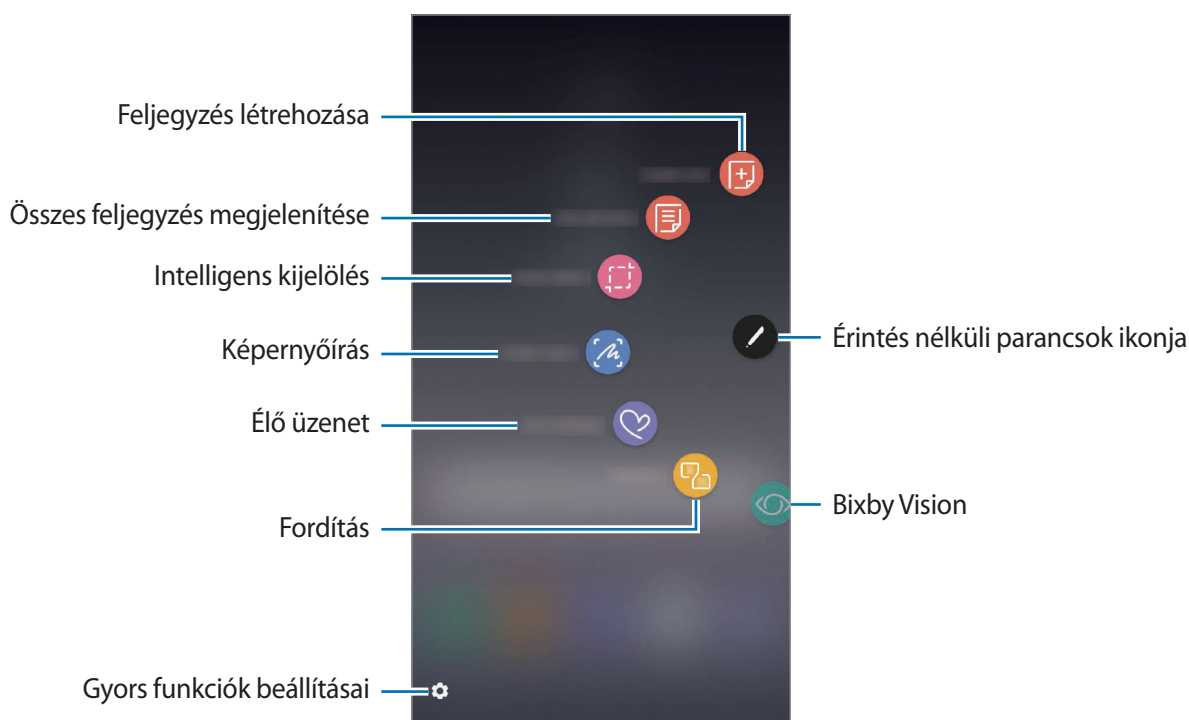 Feljegyzés létrehozása
Összes feljegyzés megjelenítése
Intelligens kijelölés
Képernyőírás
Élő üzenet
Fordítás
Gyors funkciók beállításai
Érintés nélküli parancsok ikonja
Bixby Vision